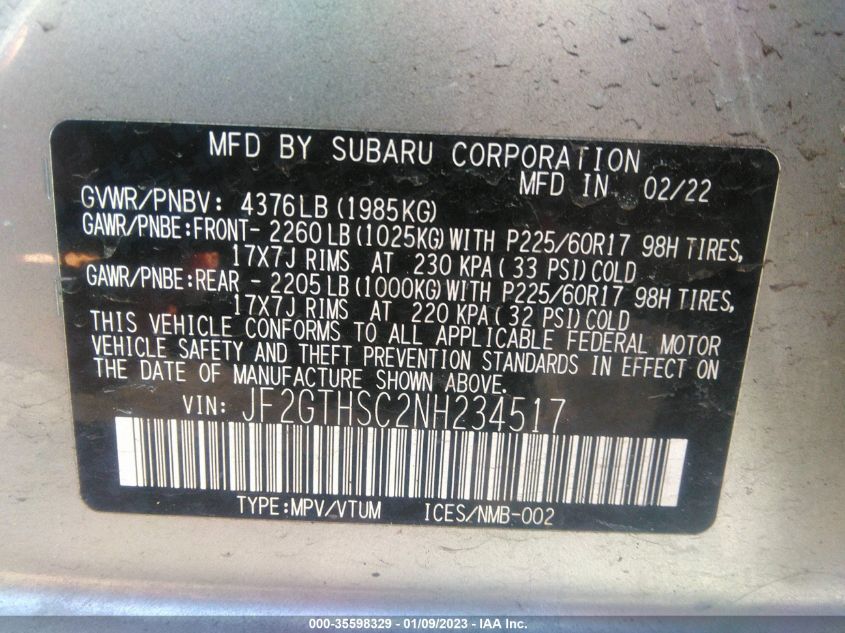 MFD BY SUBARU CORPORATION
MFD IN 02/22
GVWR/PNBV: 4376LB (1985KG)
GAWR/PNBE:FRONT- 2260 LB (1025KG) WITH P225/60R17 98H TIRES,
17X7J RIMS AT 230 KPA ( 33 PSI) COLD
GAWR/PNBE:REAR - 2205 LB (1000KG) WITH P225/60R17 98H TIRES,
17X7J RIMS AT 220 KPA ( 32 PSI) COLD
THIS VEHICLE CONFORMS TO ALL APPLICABLE FEDERAL MOTOR
VEHICLE SAFETY AND THEFT PREVENTION STANDARDS IN EFFECT ON
THE DATE OF MANUFACTURE SHOWN ABOVE.
VIN: JF2GTHSC2NH234517
TYPE:MPV/VTUM ICES/NMB-002
000-35598329 - 01/09/2023 - IAA Inc.